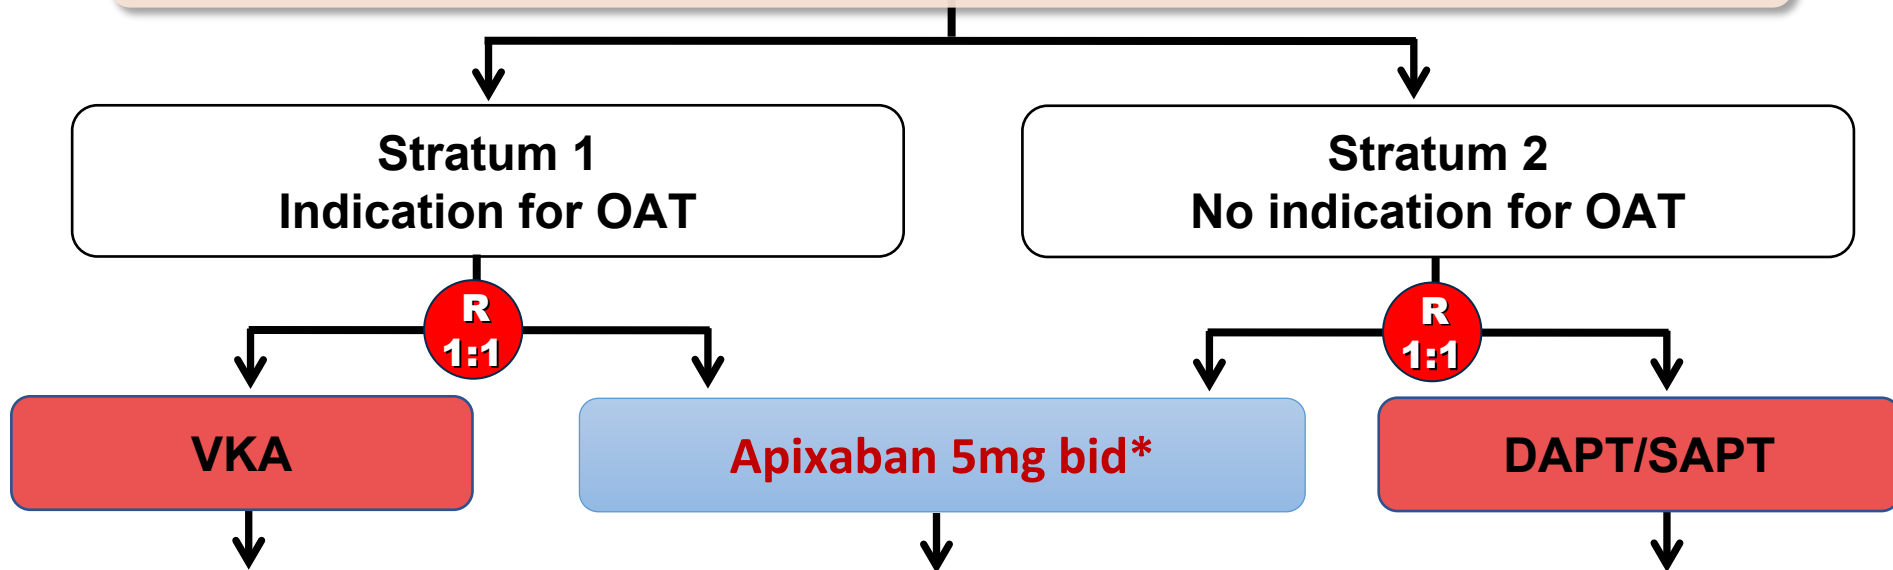 Stratum 1
Indication for OAT
Stratum 2
No indication for OAT
R
1:1
R
1:1
VKA
Apixaban 5mg bid*
DAPT/SAPT